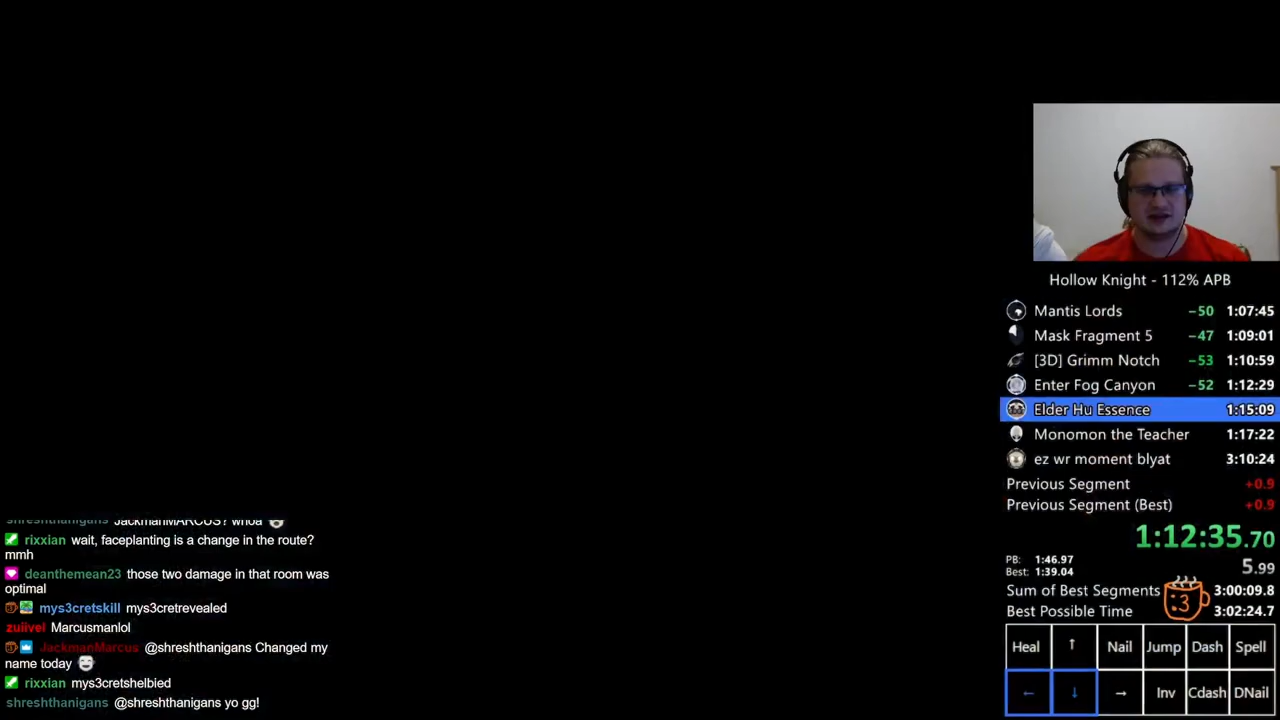 Hollow Knight - 112% APB
Mantis Lords -50 1:07:45
Mask Fragment 5 -47 1:09:01
[3D] Grimm Notch -53 1:10:59
Enter Fog Canyon -52 1:12:29
Elder Hu Essence 1:15:09
Monomon the Teacher 1:17:22
ez wr moment blyat 3:10:24
Previous Segment +0.9
Previous Segment (Best) +0.9
1:12:35.70
PB: 1:46.97
Best: 1:39.04
5.99
Sum of Best Segments 3:00:09.8
Best Possible Time 3:02:24.7
:3
Heal ↑ Nail Jump Dash Spell
← ↓ → Inv Cdash DNail
shreshthanigans JackmanMARCUS? whoa
rixxian wait, faceplanting is a change in the route?
mmh
deanthemean23 those two damage in that room was
optimal
mys3cretskill mys3cretrevealed
zulivel Marcusmanlol
JackmanMarcus @shreshthanigans Changed my
name today
rixxian mys3cretshelbied
shreshthanigans @shreshthanigans yo gg!